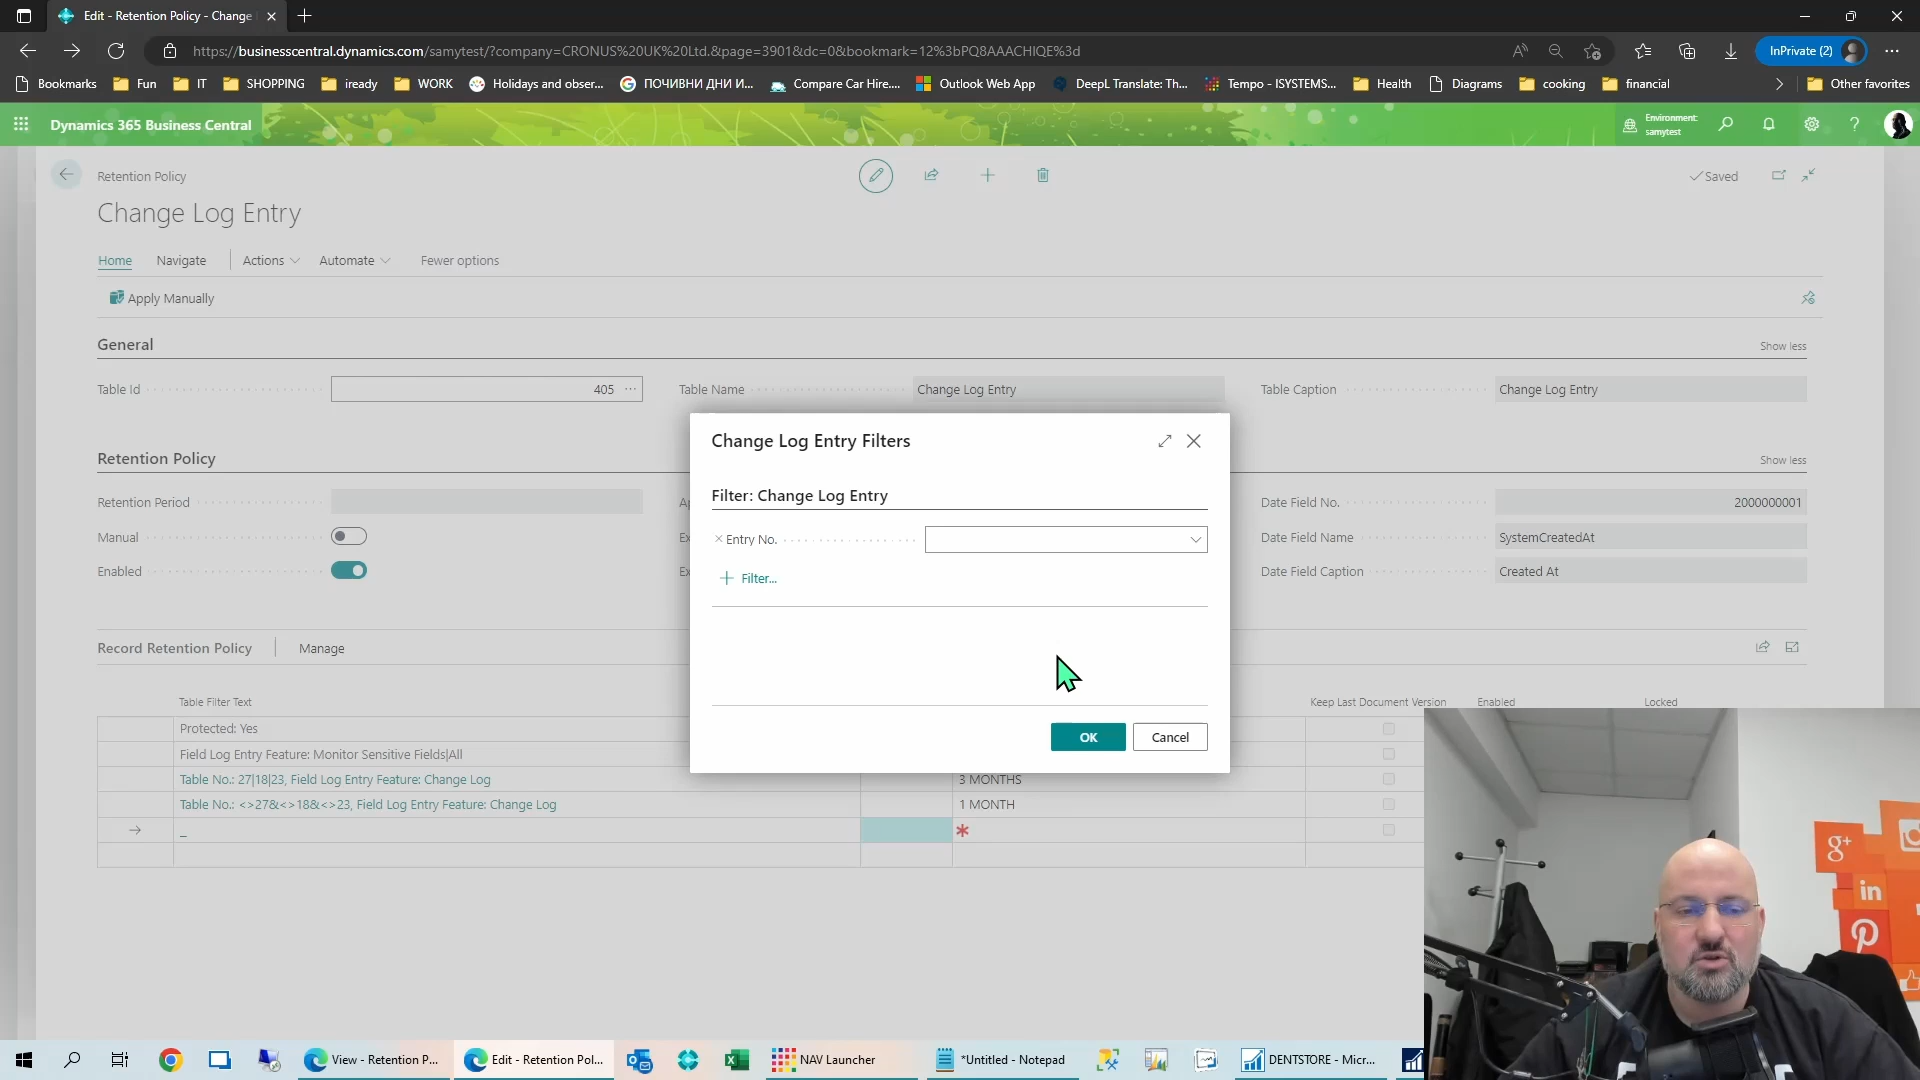 Edit - Retention Policy - Change
https://businesscentral.dynamics.com/samytest/?company=CRONUS%20UK%20Ltd.&page=3901&dc=0&bookmark=12%3bPQ8AAACHIQE%3d
InPrivate (2)
Bookmarks
Fun
IT
SHOPPING
iready
WORK
Holidays and obser...
ПОЧИВНИ ДНИ И...
Compare Car Hire....
Outlook Web App
DeepL Translate: Th...
Tempo - ISYSTEMS...
Health
Diagrams
cooking
financial
Other favorites
Dynamics 365 Business Central
Environment:
samytest
Retention Policy
Saved
Change Log Entry
Home
Navigate
Actions
Automate
Fewer options
Apply Manually
General
Show less
Table Id
405
Table Name
Change Log Entry
Table Caption
Change Log Entry
Retention Policy
Show less
Retention Period
Date Field No.
2000000001
Manual
Ex
Date Field Name
SystemCreatedAt
Enabled
Ex
Date Field Caption
Created At
Change Log Entry Filters
Filter: Change Log Entry
Entry No.
Filter...
OK
Cancel
Record Retention Policy
Manage
Table Filter Text
Keep Last Document Version
Enabled
Locked
Protected: Yes
Field Log Entry Feature: Monitor Sensitive Fields|All
Table No.: 27|18|23, Field Log Entry Feature: Change Log
3 MONTHS
Table No.: <>27&<>18&<>23, Field Log Entry Feature: Change Log
1 MONTH
g+
in
View - Retention P...
Edit - Retention Pol...
NAV Launcher
*Untitled - Notepad
DENTSTORE - Micr...